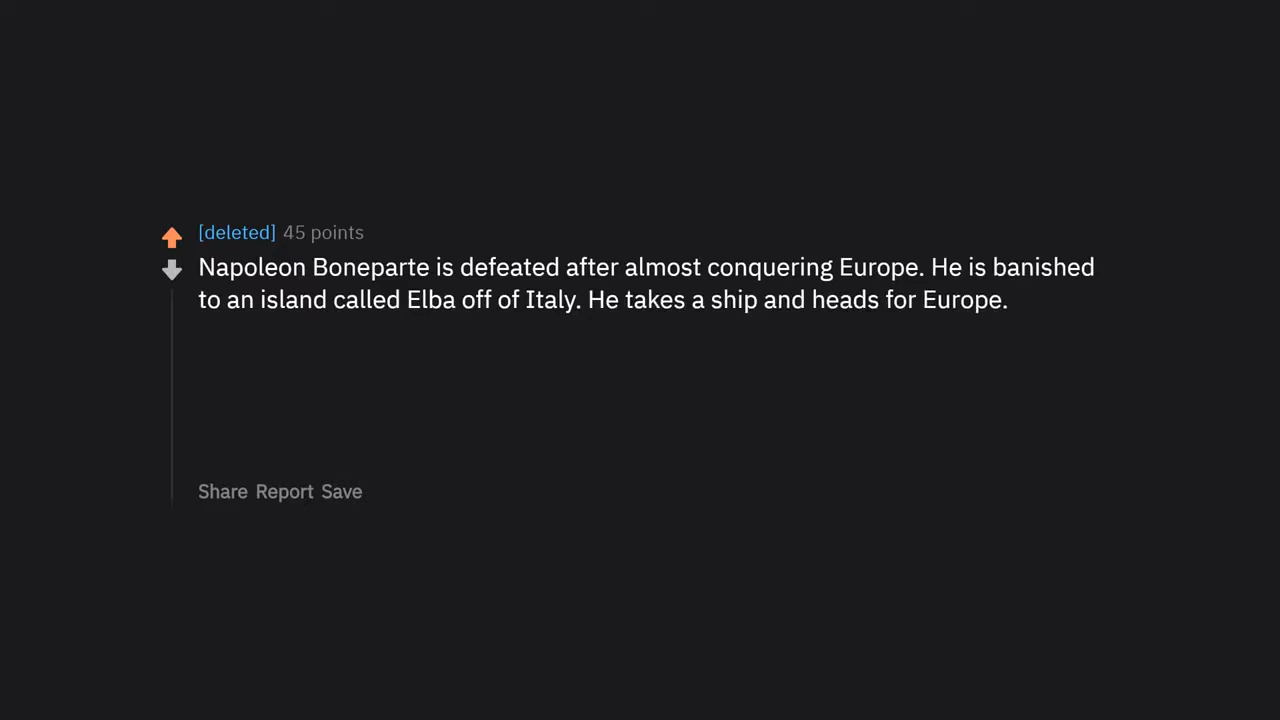 [deleted] 45 points
Napoleon Boneparte is defeated after almost conquering Europe. He is banished
to an island called Elba off of Italy. He takes a ship and heads for Europe.
Share Report Save